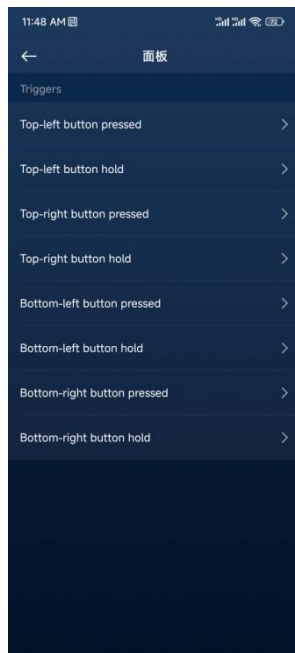 11:48 AM
72
面板
Triggers
Top-left button pressed
Top-left button hold
Top-right button pressed
Top-right button hold
Bottom-left button pressed
Bottom-left button hold
Bottom-right button pressed
Bottom-right button hold